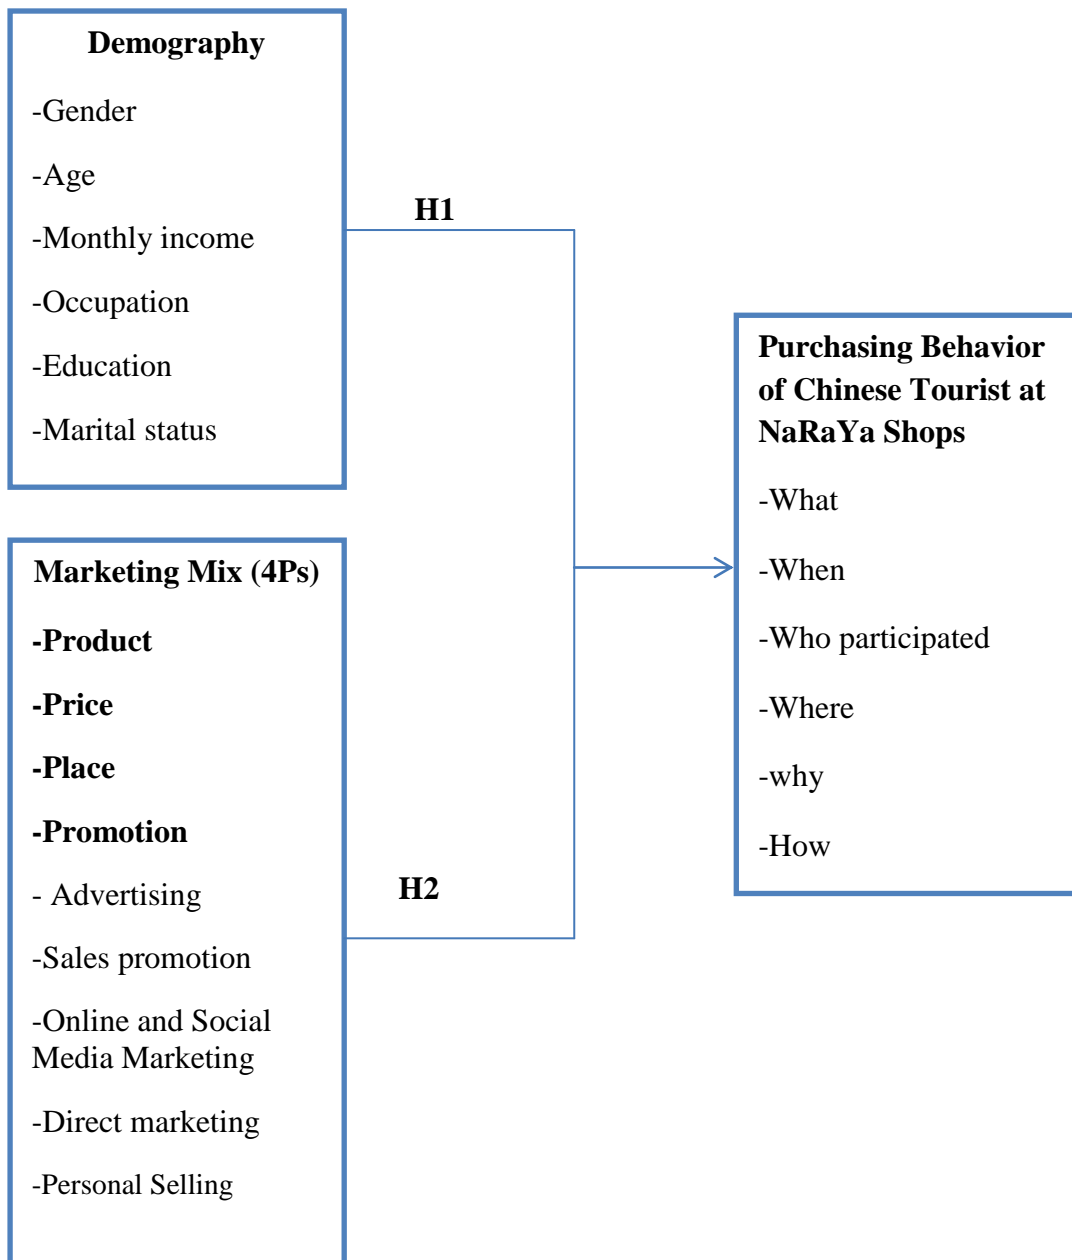 Demography
-Gender
-Age
-Monthly income
-Occupation
-Education
-Marital status
H1
Marketing Mix (4Ps)
-Product
-Price
-Place
-Promotion
- Advertising
-Sales promotion
-Online and Social
Media Marketing
-Direct marketing
-Personal Selling
H2
Purchasing Behavior
of Chinese Tourist at
NaRaYa Shops
-What
-When
-Who participated
-Where
-why
-How